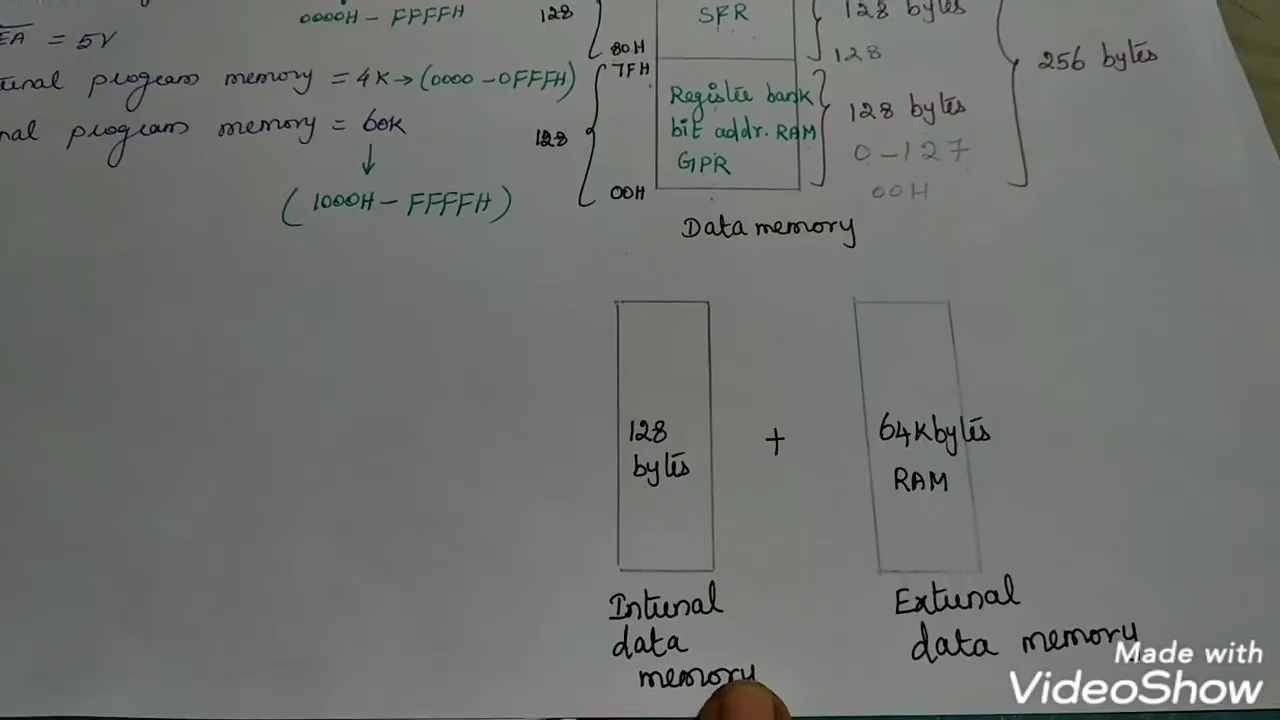 0000H - FFFFH
EA = 5V
program memory = 4K → (0000 - 0FFFH)
program memory = 60K
(1000H - FFFFH)
128
80H
7FH
128
00H
SFR
Register bank
bit addr. RAM
GPR
128 bytes
128
128 bytes
0-127
00H
256 bytes
Data memory
128
bytes
+
64Kbytes
RAM
Internal
data
memory
External
data memory
Made with
VideoShow